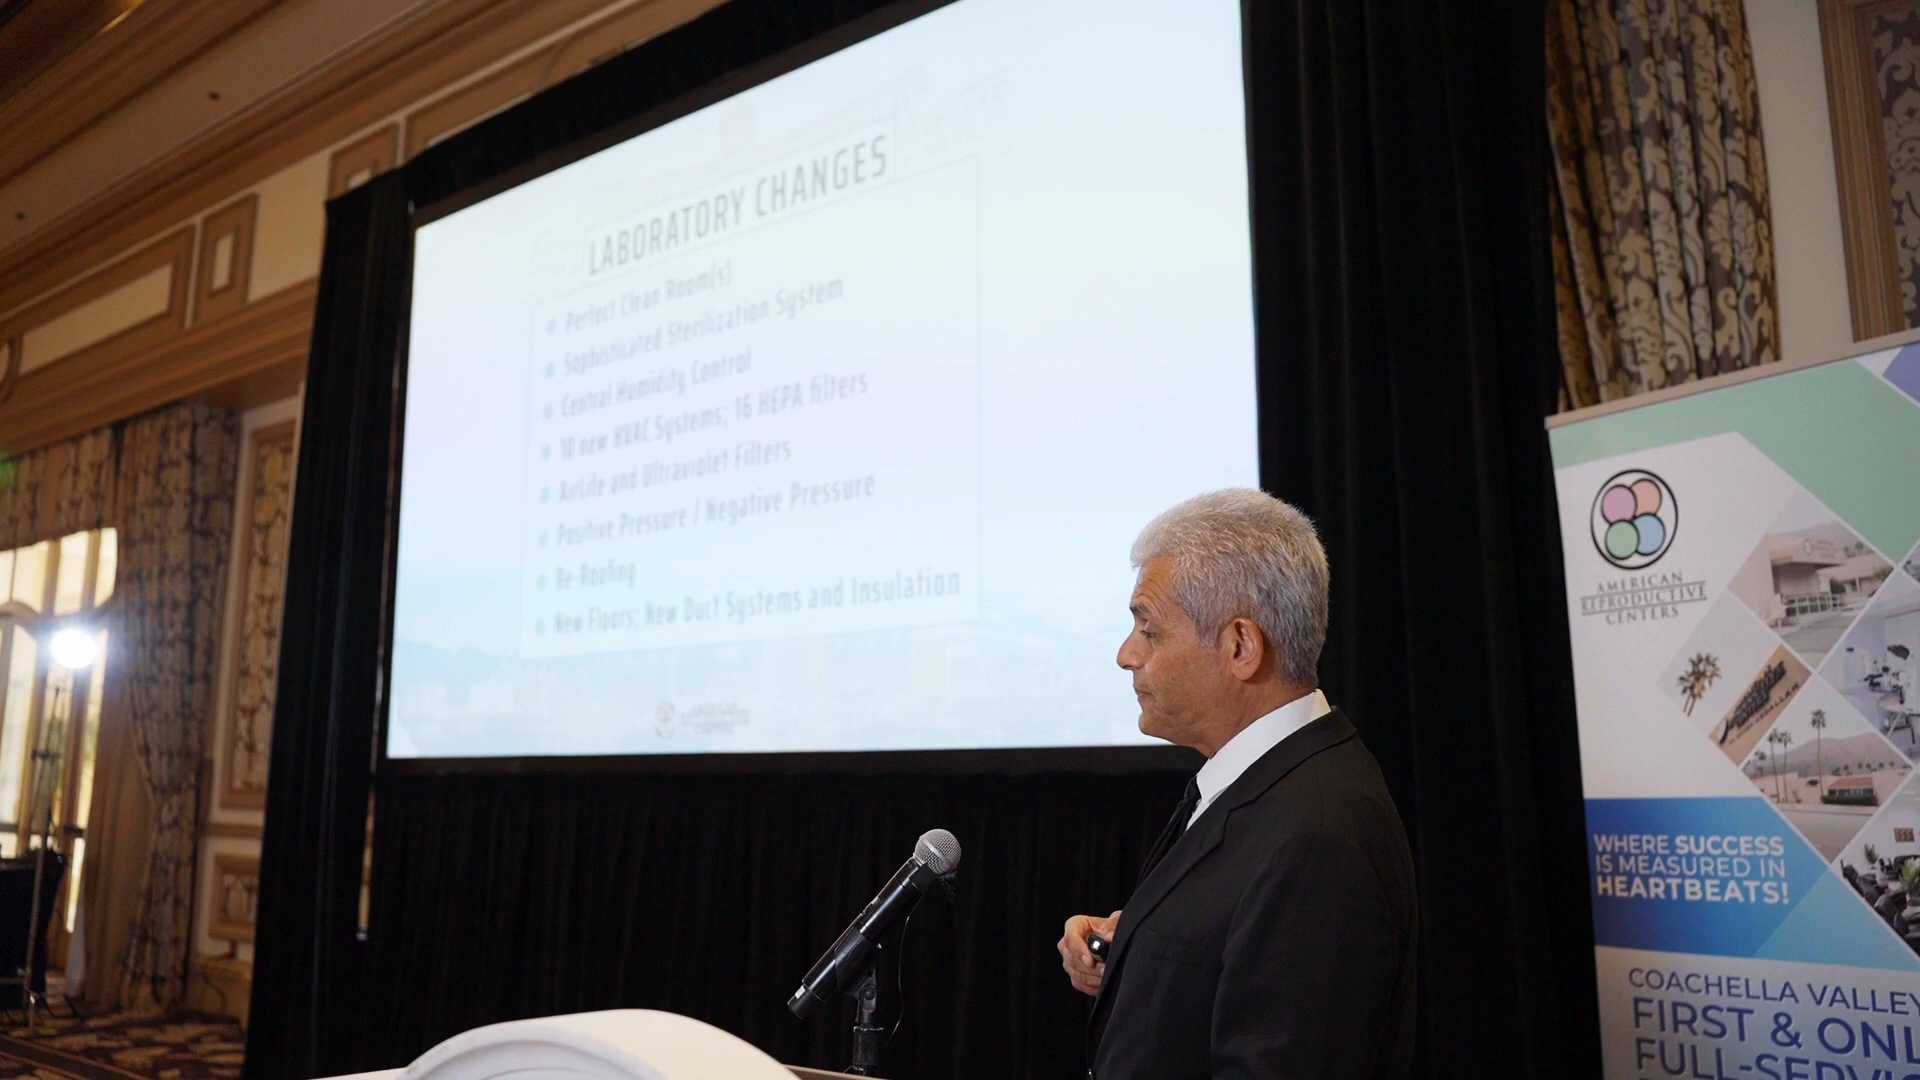 LABORATORY CHANGES
Perfect Clean Room(s)
Sophisticated Sterilization System
Central Humidity Control
10 new HVAC Systems; 16 HEPA filters
AirLife and Ultraviolet Filters
Positive Pressure / Negative Pressure
Re-Roofing
New Floors; New Duct Systems and Insulation
AMERICAN
REPRODUCTIVE
CENTERS
WHERE SUCCESS
IS MEASURED IN
HEARTBEATS!
COACHELLA VALLEY
FIRST & ONL
FULL-SERVIC